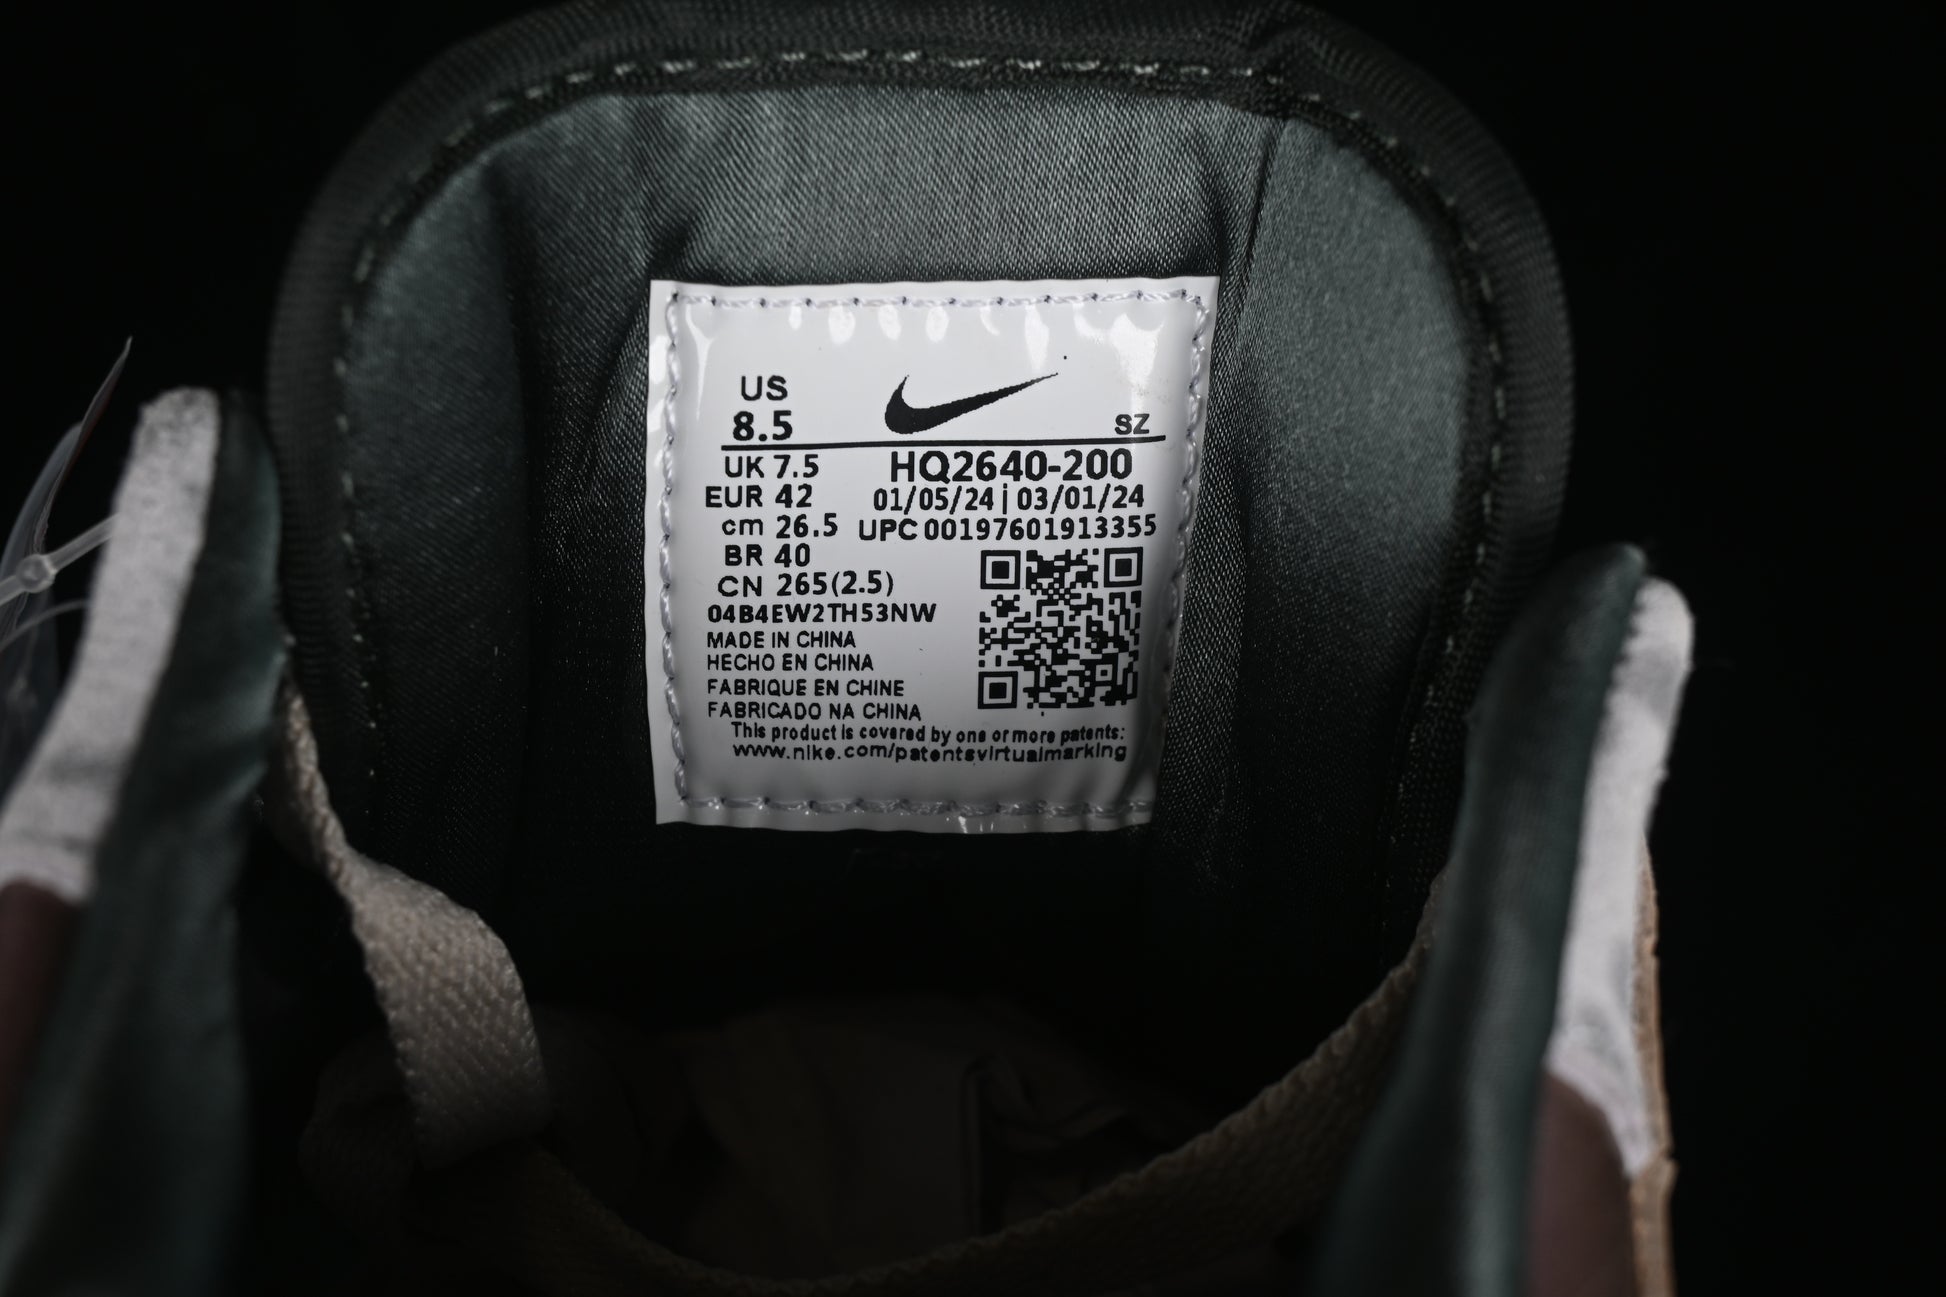 US
8.5
SZ
UK 7.5
HQ2640-200
EUR 42
01/05/24 | 03/01/24
cm 26.5
UPC 00197601913355
BR 40
CN 265(2.5)
04B4EW2TH53NW
MADE IN CHINA
HECHO EN CHINA
FABRIQUE EN CHINE
FABRICADO NA CHINA
This product is covered by one or more patents:
www.nike.com/patentsvirtualmarking